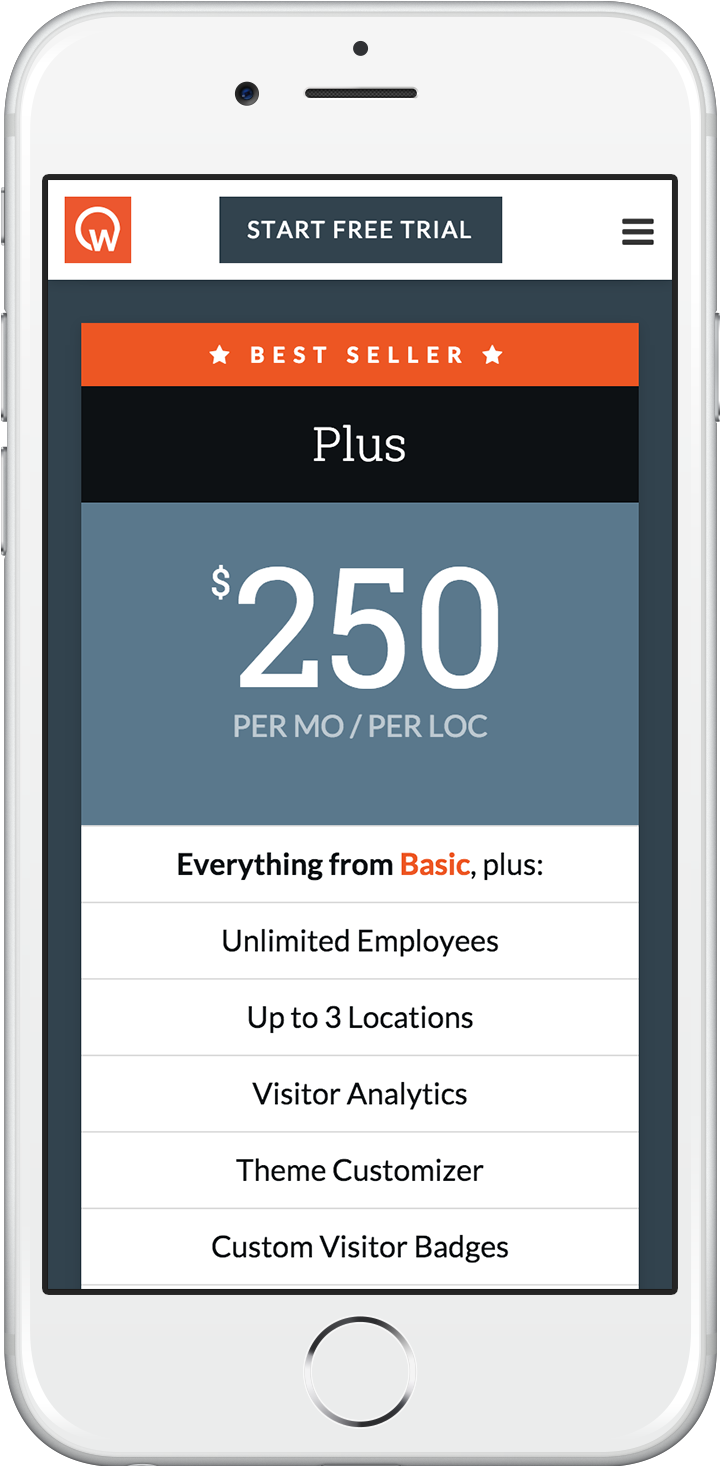 W
START FREE TRIAL
★ BEST SELLER ★
Plus
$250
PER MO / PER LOC
Everything from Basic, plus:
Unlimited Employees
Up to 3 Locations
Visitor Analytics
Theme Customizer
Custom Visitor Badges